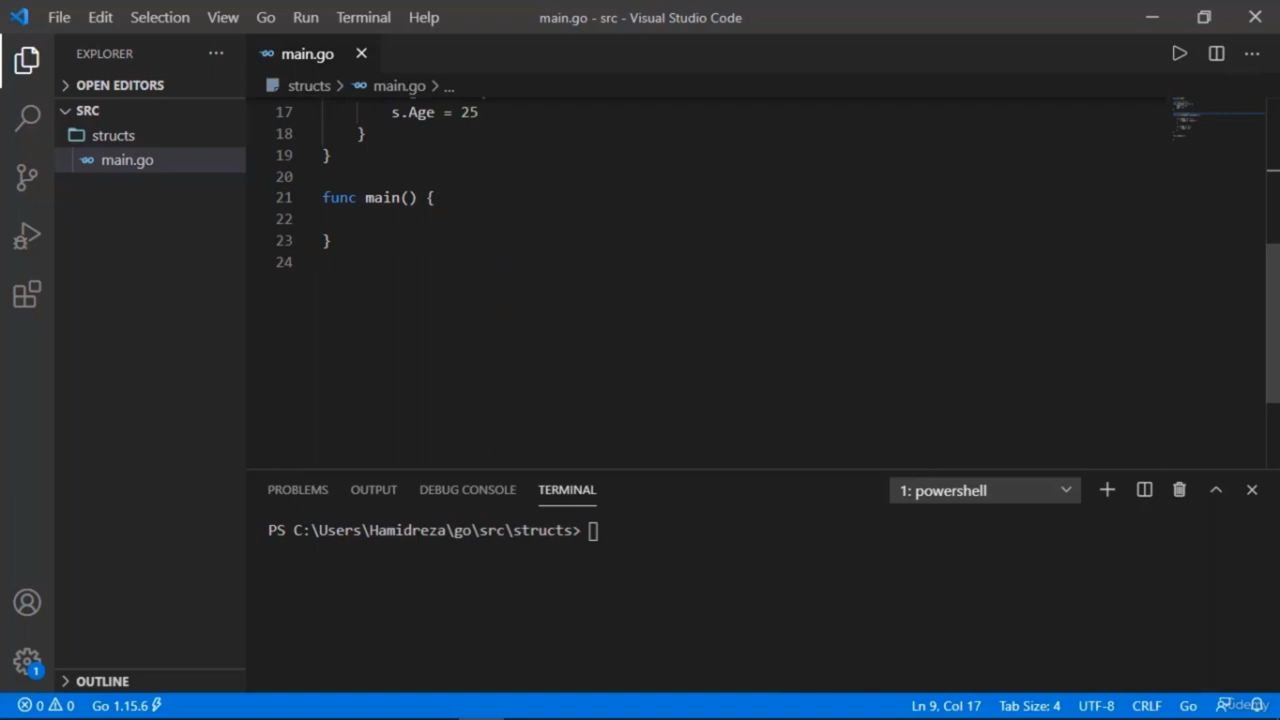 File Edit Selection View Go Run Terminal Help main.go - src - Visual Studio Code
EXPLORER ··· main.go
OPEN EDITORS structs > main.go > ...
SRC
structs
main.go
17 s.Age = 25
18 }
19 }
20
21 func main() {
22
23 }
24
PROBLEMS OUTPUT DEBUG CONSOLE TERMINAL 1: powershell
PS C:\Users\Hamidreza\go\src\structs>
1
OUTLINE
0 0 Go 1.15.6 Ln 9, Col 17 Tab Size: 4 UTF-8 CRLF Go Udemy